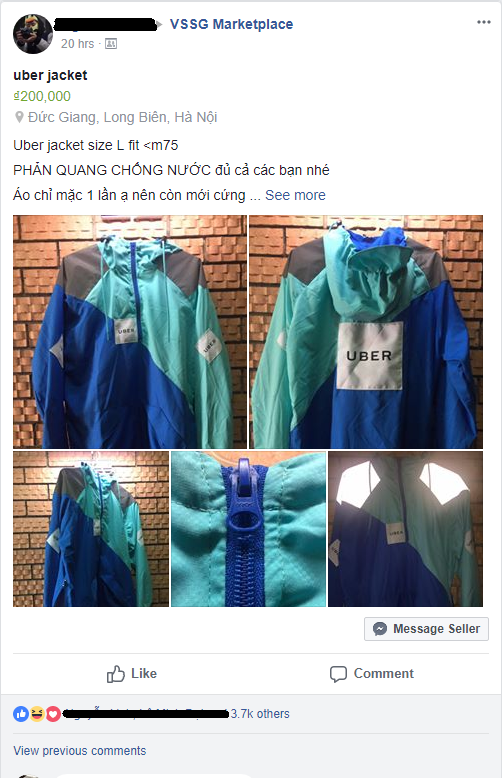 VSSG Marketplace
20 hrs ·
uber jacket
₫200,000
Đức Giang, Long Biên, Hà Nội
Uber jacket size L fit <m75
PHẢN QUANG CHỐNG NƯỚC đủ cả các bạn nhé
Áo chỉ mặc 1 lần ạ nên còn mới cứng ... See more
UBER
UBER
UBER
UBER
Message Seller
Like
Comment
3.7k others
View previous comments